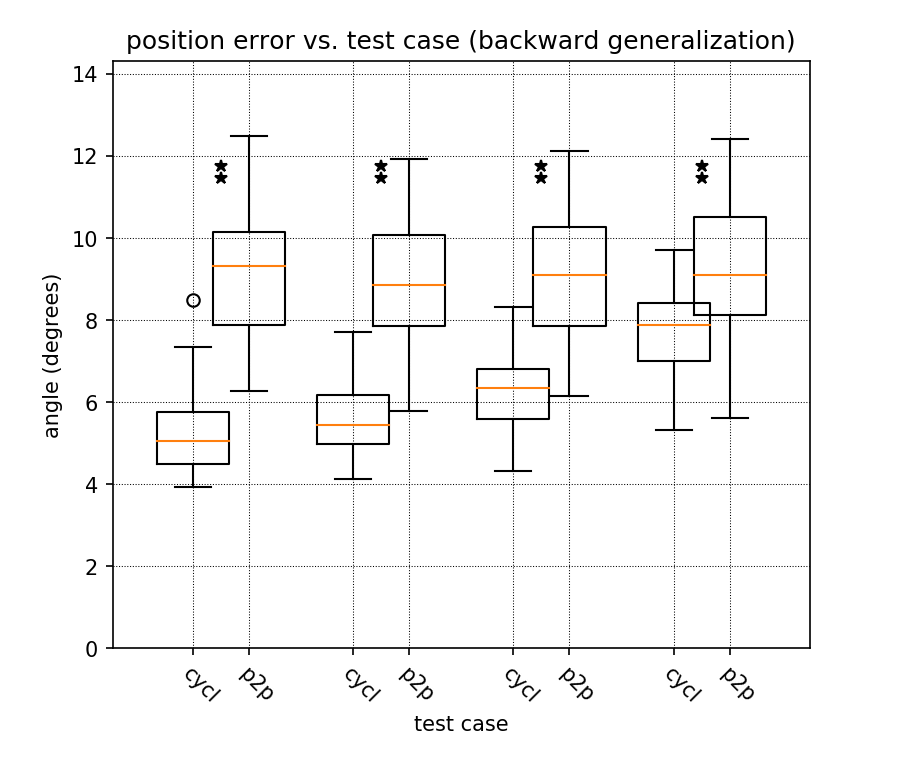 position error vs. test case (backward generalization)
14
12
10
8
6
4
2
0
angle (degrees)
cycl p2p cycl p2p cycl p2p cycl p2p
test case